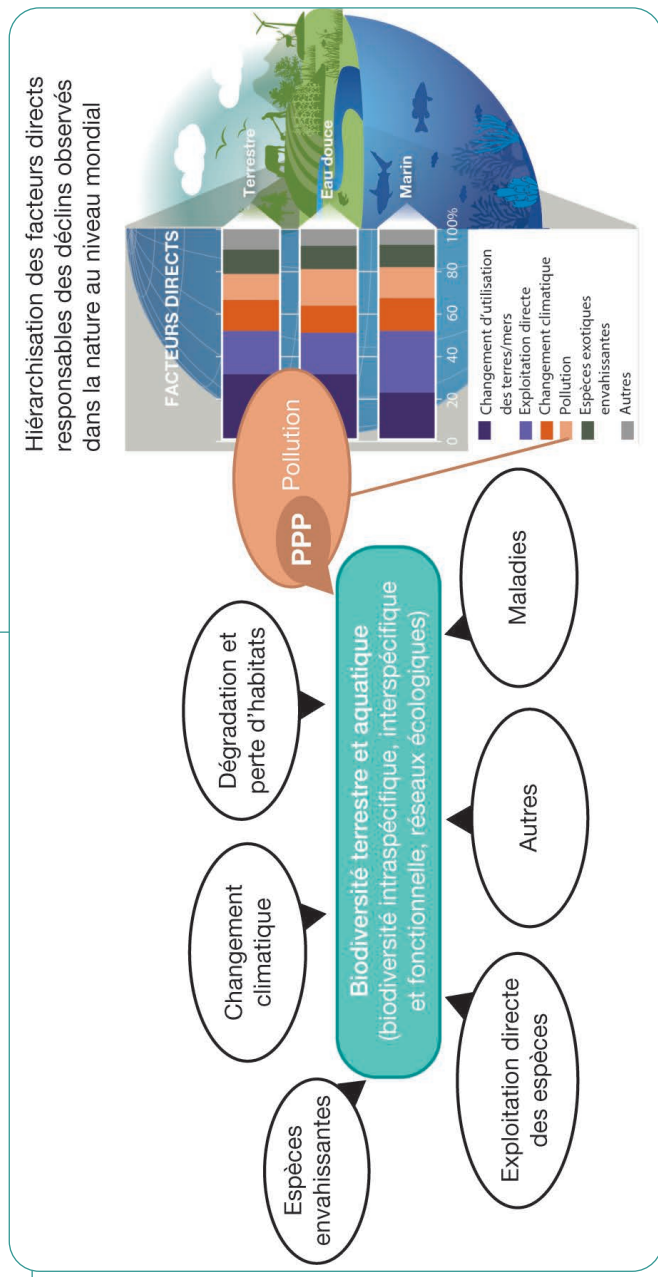 Hiérarchisation des facteurs directs
responsables des déclins observés
dans la nature au niveau mondial
Espèces
envahissantes
Changement
climatique
Dégradation et
perte d'habitats
PPP
Pollution
Biodiversité terrestre et aquatique
(biodiversité intraspécifique, interspécifique
et fonctionnelle, réseaux écologiques)
Exploitation directe
des espèces
Autres
Maladies
FACTEURS DIRECTS
Terrestre
Eau douce
Marin
0
20
40
60
80
100%
Changement d'utilisation
des terres/mers
Exploitation directe
Changement climatique
Pollution
Espèces exotiques
envahissantes
Autres